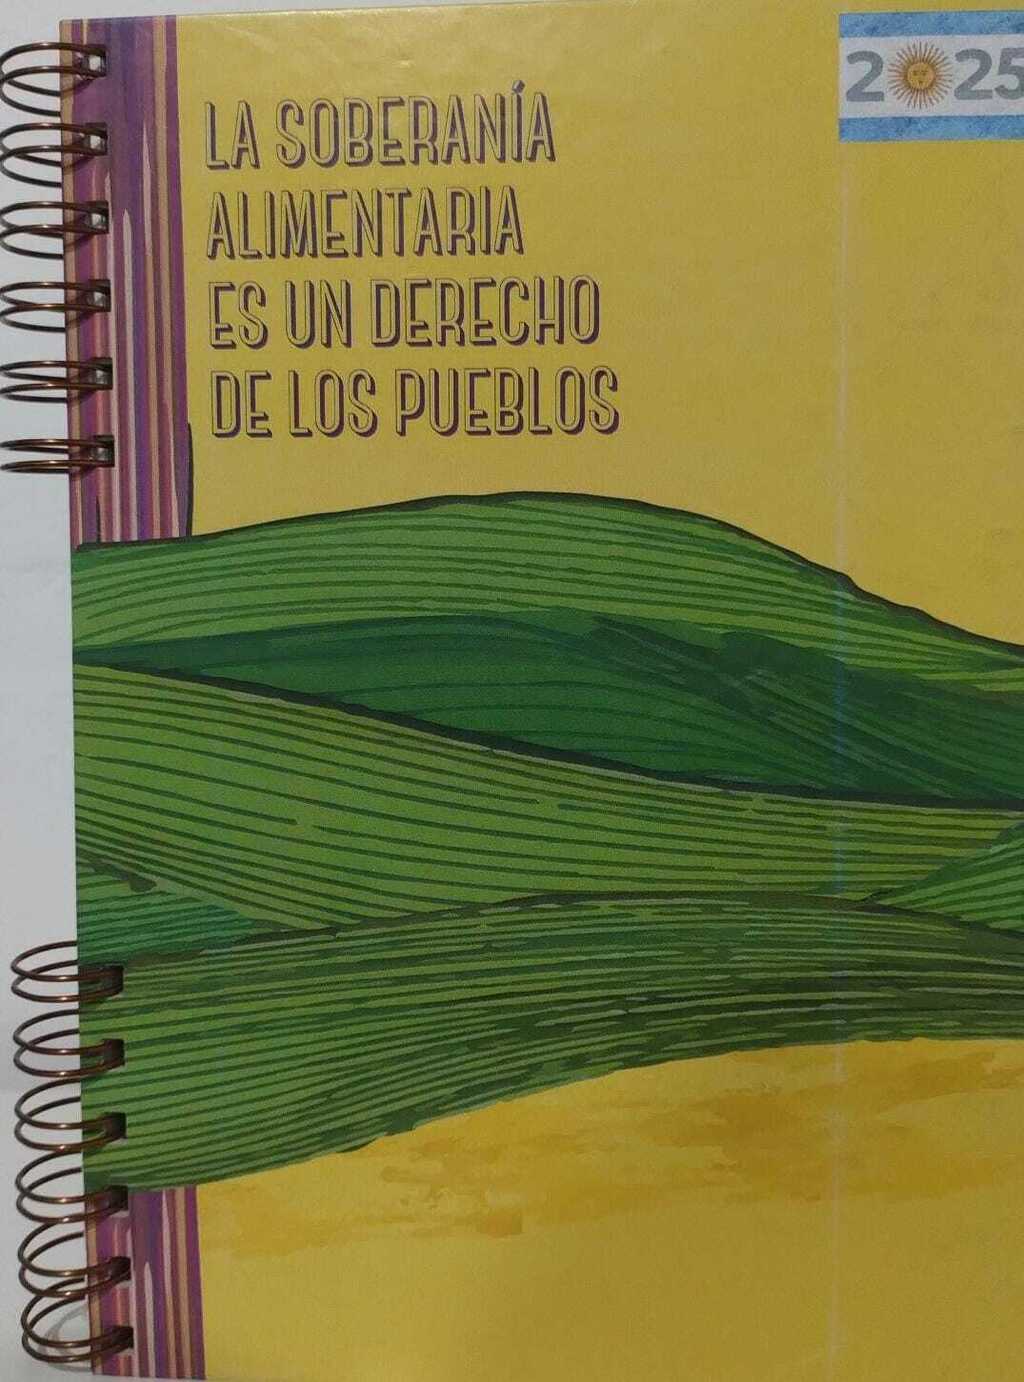 2025
LA SOBERANÍA
ALIMENTARIA
ES UN DERECHO
DE LOS PUEBLOS